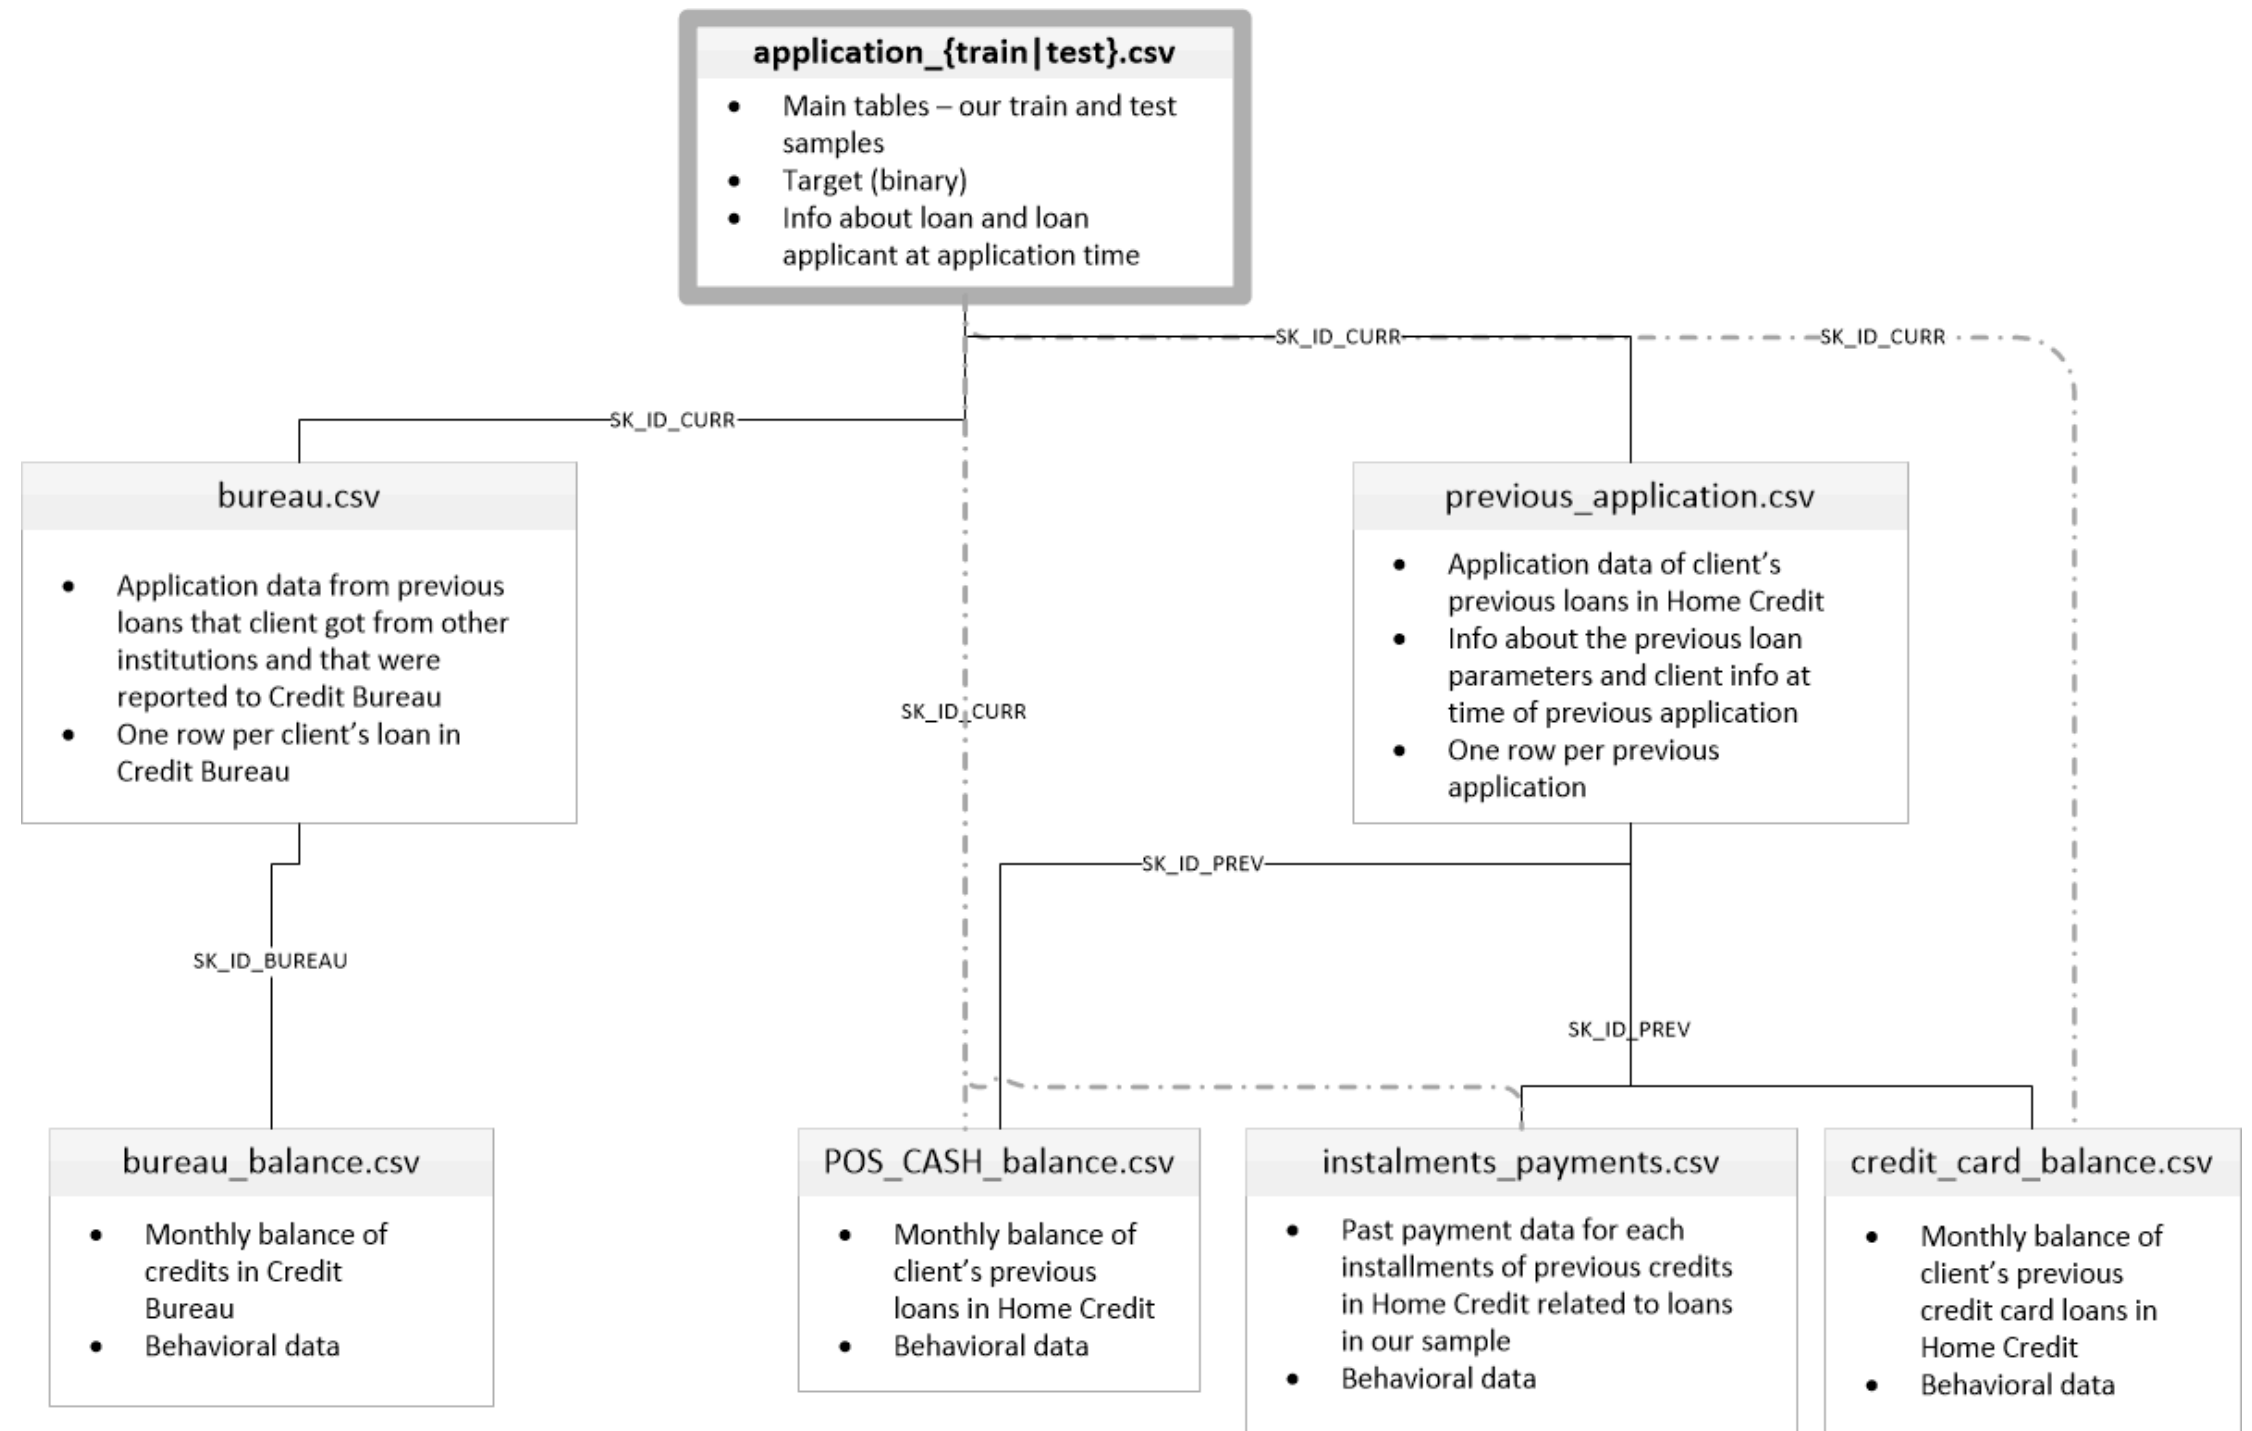 application_{train|test}.csv
• Main tables – our train and test
samples
• Target (binary)
• Info about loan and loan
applicant at application time
SK_ID_CURR
SK_ID_CURR
SK_ID_CURR
bureau.csv
• Application data from previous
loans that client got from other
institutions and that were
reported to Credit Bureau
• One row per client’s loan in
Credit Bureau
previous_application.csv
• Application data of client’s
previous loans in Home Credit
• Info about the previous loan
parameters and client info at
time of previous application
• One row per previous
application
SK_ID_CURR
SK_ID_PREV
SK_ID_BUREAU
SK_ID_PREV
bureau_balance.csv
• Monthly balance of
credits in Credit
Bureau
• Behavioral data
POS_CASH_balance.csv
• Monthly balance of
client’s previous
loans in Home Credit
• Behavioral data
instalments_payments.csv
• Past payment data for each
installments of previous credits
in Home Credit related to loans
in our sample
• Behavioral data
credit_card_balance.csv
• Monthly balance of
client’s previous
credit card loans in
Home Credit
• Behavioral data